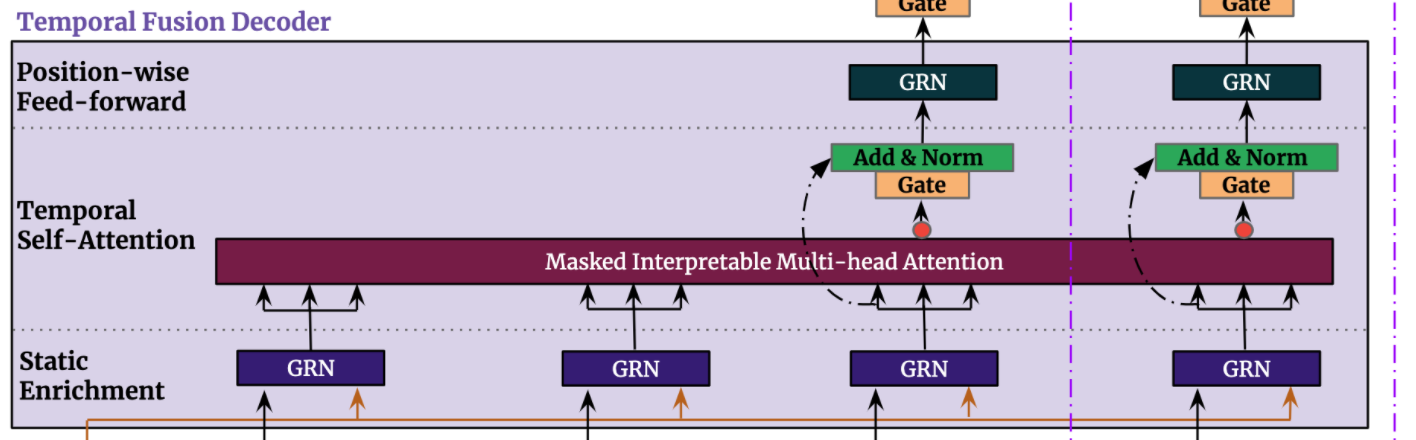 Gate
Gate
Temporal Fusion Decoder
Position-wise
Feed-forward
GRN
GRN
Add & Norm
Add & Norm
Gate
Gate
Temporal
Self-Attention
Masked Interpretable Multi-head Attention
Static
Enrichment
GRN
GRN
GRN
GRN